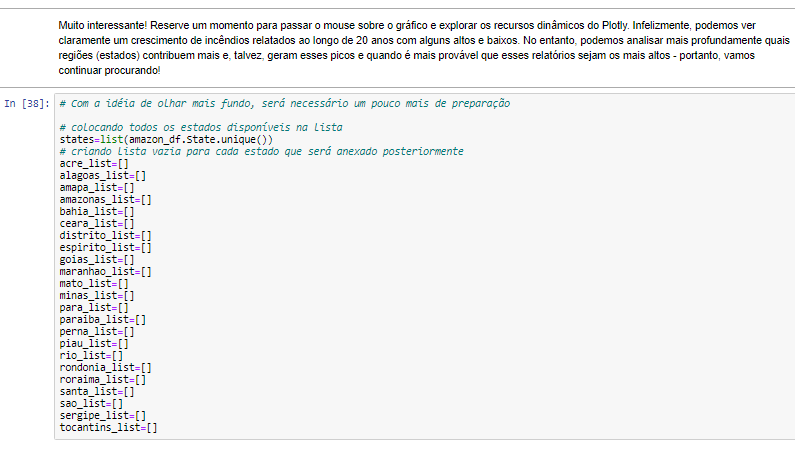 Muito interessante! Reserve um momento para passar o mouse sobre o gráfico e explorar os recursos dinâmicos do Plotly. Infelizmente, podemos ver
claramente um crescimento de incêndios relatados ao longo de 20 anos com alguns altos e baixos. No entanto, podemos analisar mais profundamente quais
regiões (estados) contribuem mais e, talvez, geram esses picos e quando é mais provável que esses relatórios sejam os mais altos - portanto, vamos
continuar procurando!
In [38]: # Com a idéia de olhar mais fundo, será necessário um pouco mais de preparação
# colocando todos os estados disponíveis na lista
states=list(amazon_df.State.unique())
# criando lista vazia para cada estado que será anexado posteriormente
acre_list=[]
alagoas_list=[]
amapa_list=[]
amazonas_list=[]
bahia_list=[]
ceara_list=[]
distrito_list=[]
espirito_list=[]
goias_list=[]
maranhao_list=[]
mato_list=[]
minas_list=[]
para_list=[]
paraiba_list=[]
perna_list=[]
piau_list=[]
rio_list=[]
rondonia_list=[]
roraima_list=[]
santa_list=[]
sao_list=[]
sergipe_list=[]
tocantins_list=[]